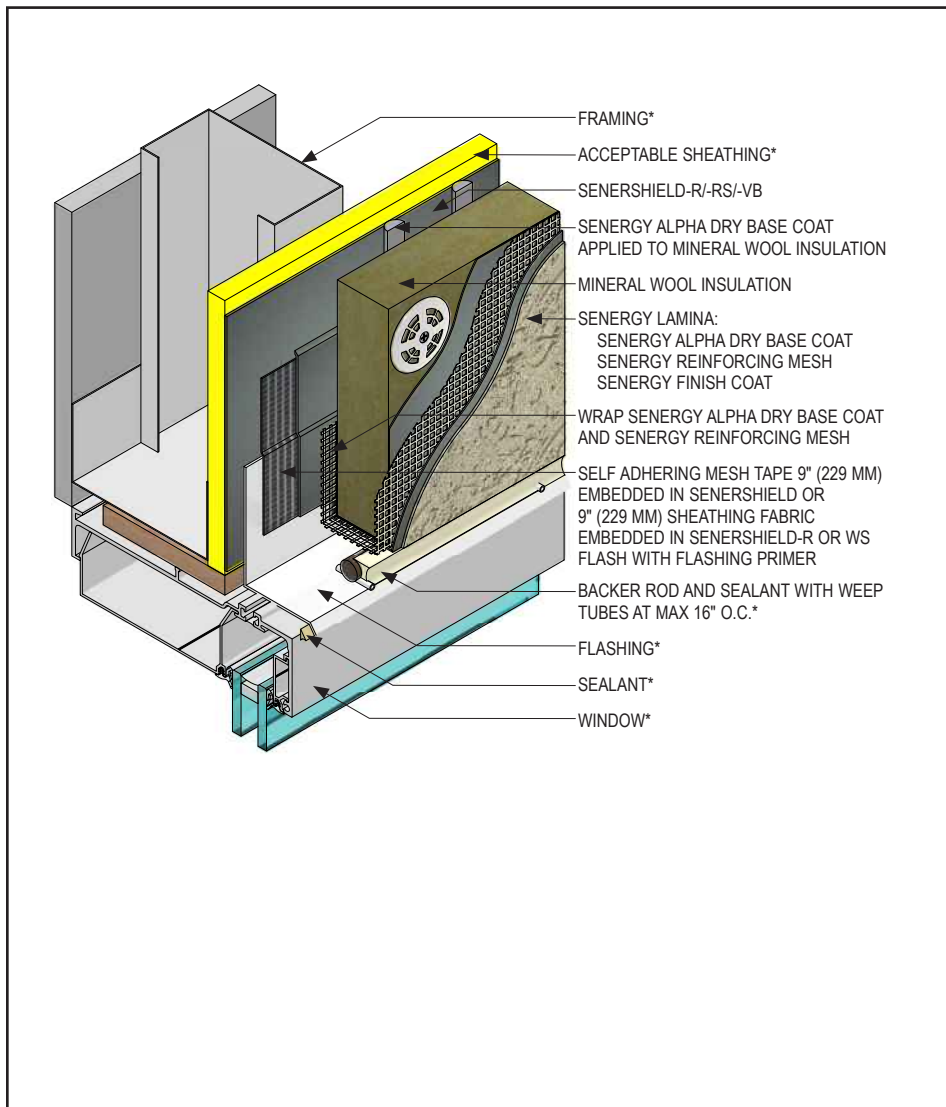 FRAMING*
ACCEPTABLE SHEATHING*
SENERSHIELD-R/-RS/-VB
SENERGY ALPHA DRY BASE COAT
APPLIED TO MINERAL WOOL INSULATION
MINERAL WOOL INSULATION
SENERGY LAMINA:
SENERGY ALPHA DRY BASE COAT
SENERGY REINFORCING MESH
SENERGY FINISH COAT
WRAP SENERGY ALPHA DRY BASE COAT
AND SENERGY REINFORCING MESH
SELF ADHERING MESH TAPE 9" (229 MM)
EMBEDDED IN SENERSHIELD OR
9" (229 MM) SHEATHING FABRIC
EMBEDDED IN SENERSHIELD-R OR WS
FLASH WITH FLASHING PRIMER
BACKER ROD AND SEALANT WITH WEEP
TUBES AT MAX 16" O.C.*
FLASHING*
SEALANT*
WINDOW*